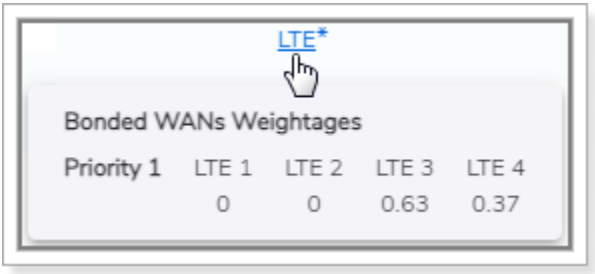 LTE*
Bonded WANs Weightages
Priority 1 LTE 1 LTE 2 LTE 3 LTE 4
0 0 0.63 0.37